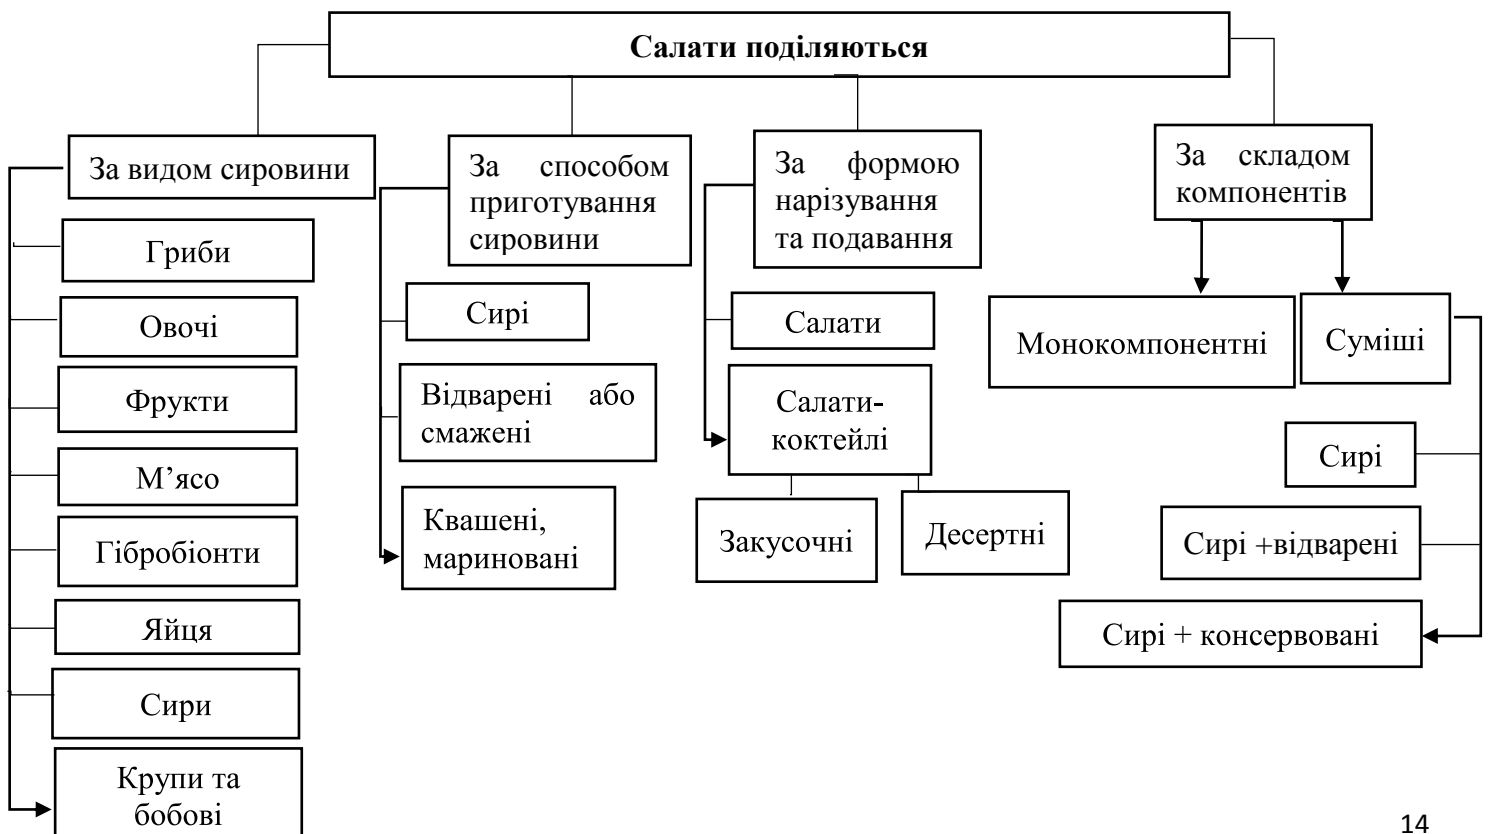 Салати поділяються
За видом сировини
Гриби
Овочі
Фрукти
М’ясо
Гібробіонти
Яйця
Сири
Крупи та
бобові
За способом
приготування
сировини
Сирі
Відварені або
смажені
Квашені,
мариновані
За формою
нарізування
та подавання
Салати
Салати-
коктейлі
Закусочні
Десертні
За складом
компонентів
Монокомпонентні
Суміші
Сирі
Сирі +відварені
Сирі + консервовані
14